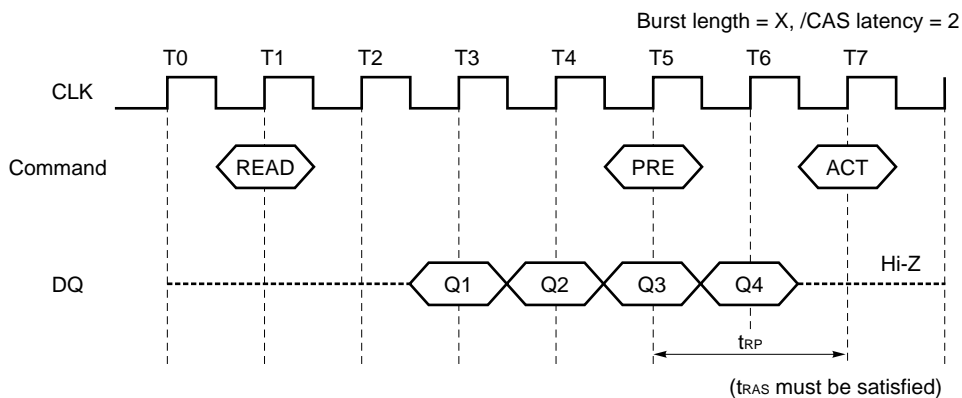 Burst length = X, /CAS latency = 2
T0 T1 T2 T3 T4 T5 T6 T7
CLK
Command READ PRE ACT
Hi-Z
DQ Q1 Q2 Q3 Q4
tRP
(tRAS must be satisfied)